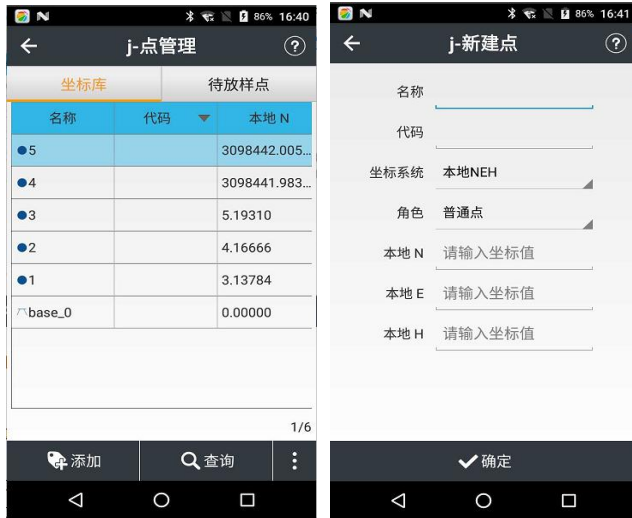 86% 16:40
j-点管理
?
坐标库 待放样点
名称 代码 本地 N
5 3098442.005...
4 3098441.983...
3 5.19310
2 4.16666
1 3.13784
base_0 0.00000
1/6
添加 查询
86% 16:41
j-新建点
?
名称
代码
坐标系统 本地NEH
角色 普通点
本地 N 请输入坐标值
本地 E 请输入坐标值
本地 H 请输入坐标值
确定